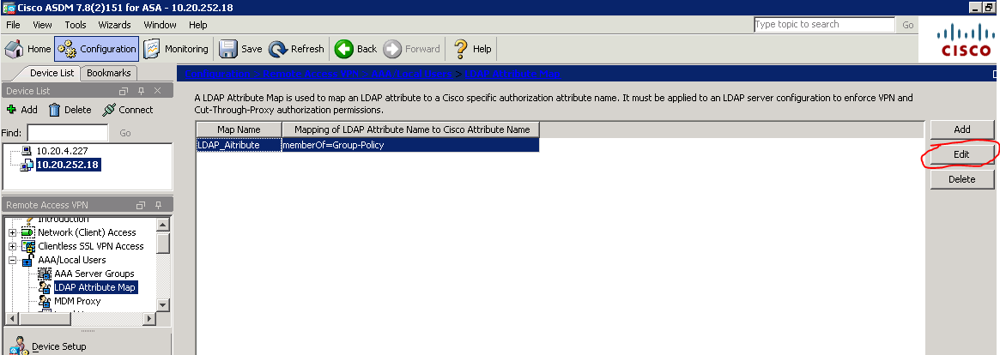 Cisco ASDM 7.8(2)151 for ASA - 10.20.252.18
File View Tools Wizards Window Help
Type topic to search Go
Home Configuration Monitoring Save Refresh Back Forward Help
CISCO
Device List Bookmarks
Configuration > Remote Access VPN > AAA/Local Users > LDAP Attribute Map
Device List
Add Delete Connect
Find: Go
10.20.4.227
10.20.252.18
A LDAP Attribute Map is used to map an LDAP attribute to a Cisco specific authorization attribute name. It must be applied to an LDAP server configuration to enforce VPN and
Cut-Through-Proxy authorization permissions.
Map Name Mapping of LDAP Attribute Name to Cisco Attribute Name
LDAP_Aitribute memberOf=Group-Policy
Add
Edit
Delete
Remote Access VPN
Introduction
Network (Client) Access
Clientless SSL VPN Access
AAA/Local Users
AAA Server Groups
LDAP Attribute Map
MDM Proxy
Device Setup